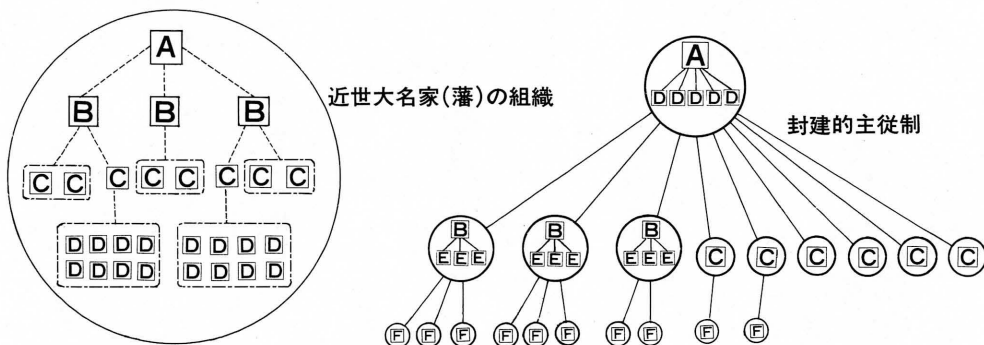 A
B B B
C C C C C C C C
D D D D D D D D
D D D D D D D D
近世大名家(藩)の組織
A
D D D D D
封建的主従制
B B B C C C C C C
E E E E E E E E E
F F F F F F F F F F